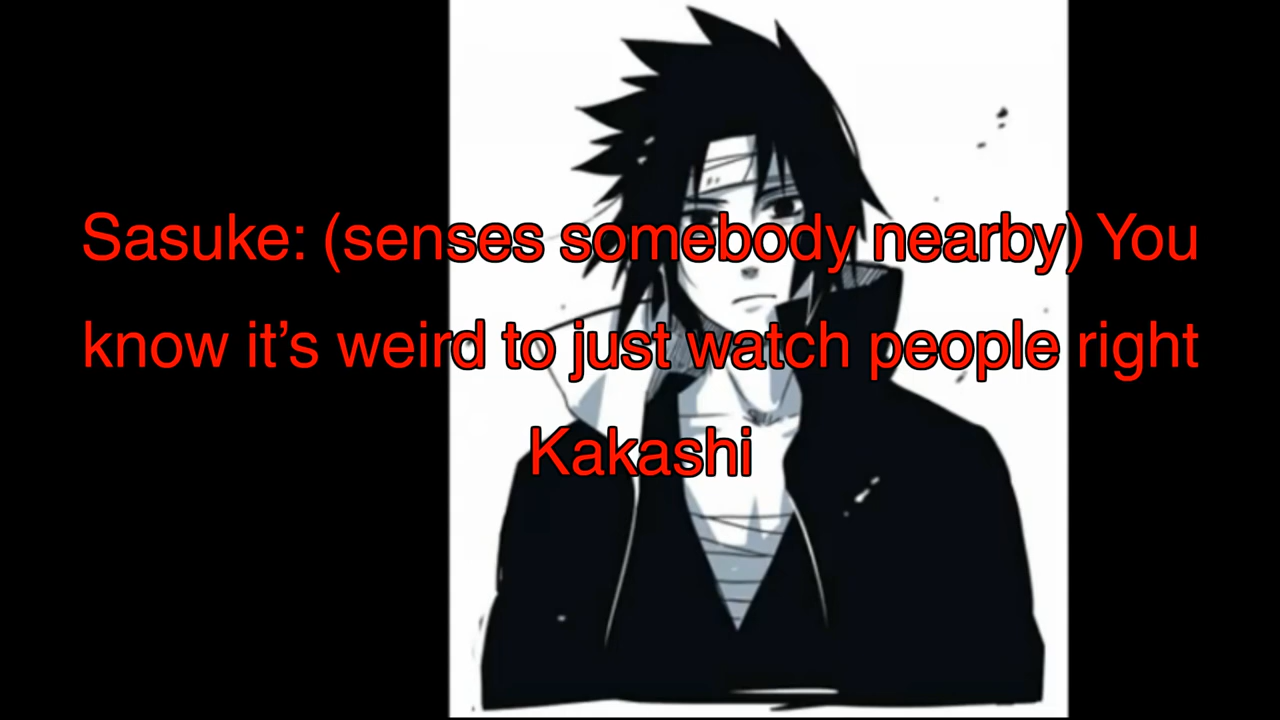 Sasuke: (senses somebody nearby) You
know it’s weird to just watch people right
Kakashi